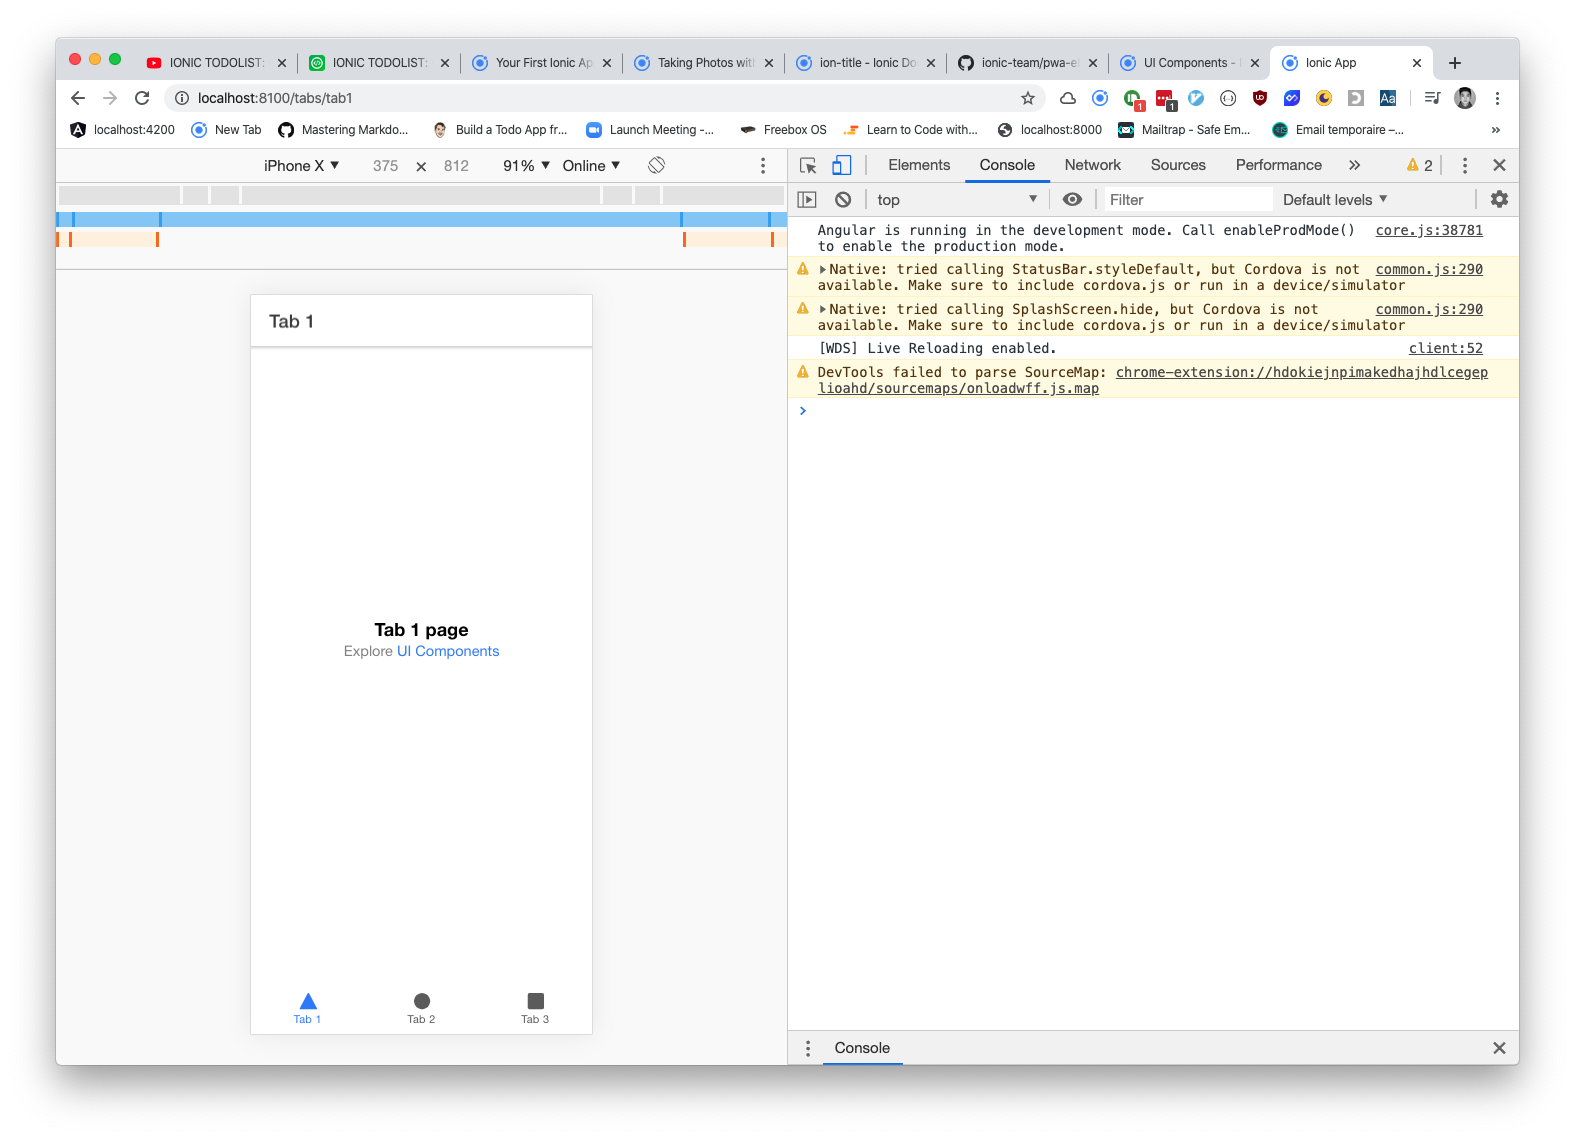 IONIC TODOLIST:
IONIC TODOLIST:
Your First Ionic Ap
Taking Photos wit
ion-title - Ionic Do
ionic-team/pwa-el
UI Components -
Ionic App
localhost:8100/tabs/tab1
1
1
Aa
localhost:4200
New Tab
Mastering Markdo...
Build a Todo App fr...
Launch Meeting -...
Freebox OS
Learn to Code with...
localhost:8000
Mailtrap - Safe Em...
Email temporaire –...
»
iPhone X ▼ 375 × 812 91% ▼ Online ▼
Elements Console Network Sources Performance » 2
top ▼ Filter Default levels ▼
Angular is running in the development mode. Call enableProdMode() core.js:38781
to enable the production mode.
Native: tried calling StatusBar.styleDefault, but Cordova is not common.js:290
available. Make sure to include cordova.js or run in a device/simulator
Native: tried calling SplashScreen.hide, but Cordova is not common.js:290
available. Make sure to include cordova.js or run in a device/simulator
[WDS] Live Reloading enabled. client:52
DevTools failed to parse SourceMap: chrome-extension://hdokiejnpimakedhajhdlcegep
lioahd/sourcemaps/onloadwff.js.map
Tab 1
Tab 1 page
Explore UI Components
Tab 1 Tab 2 Tab 3
Console